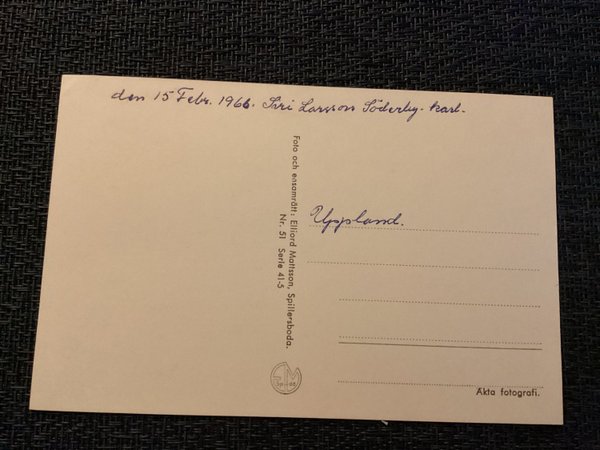 den 15 Febr. 1966. Siri Larsson Söderby-Karl.
Uppland.
Foto och ensamrätt: Elliard Mattsson, Spillersboda.
Nr. 51 Serie 41-5
Äkta fotografi.